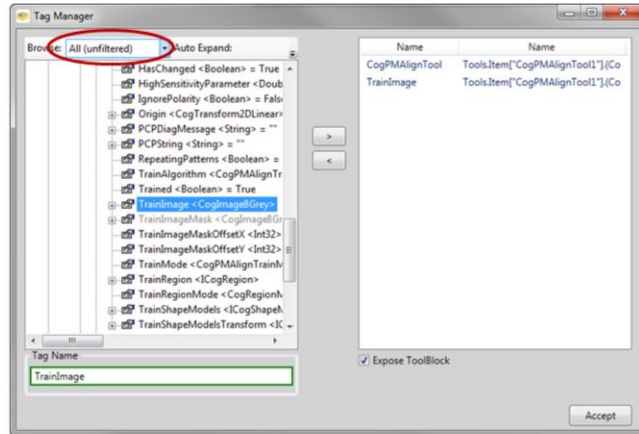 Tag Manager
Browse: All (unfiltered) Auto Expand:
HasChanged <Boolean> = True
HighSensitivityParameter <Doub
IgnorePolarity <Boolean> = Fals
Origin <CogTransform2DLinear>
PCPDiagMessage <String> = ""
PCPString <String> = ""
RepeatingPatterns <Boolean> =
TrainAlgorithm <CogPMAlignTr
Trained <Boolean> = True
TrainImage <CogImage8Grey>
TrainImageMask <CogImage8Gr
TrainImageMaskOffsetX <Int32>
TrainImageMaskOffsetY <Int32>
TrainMode <CogPMAlignTrainM
TrainRegion <ICogRegion>
TrainRegionMode <CogRegionM
TrainShapeModels <ICogShapeM
TrainShapeModelsTransform <IC
Tag Name
TrainImage
>
<
Name Name
CogPMAlignTool Tools.Item["CogPMAlignTool1"].(Co
TrainImage Tools.Item["CogPMAlignTool1"].(Co
Expose ToolBlock
Accept